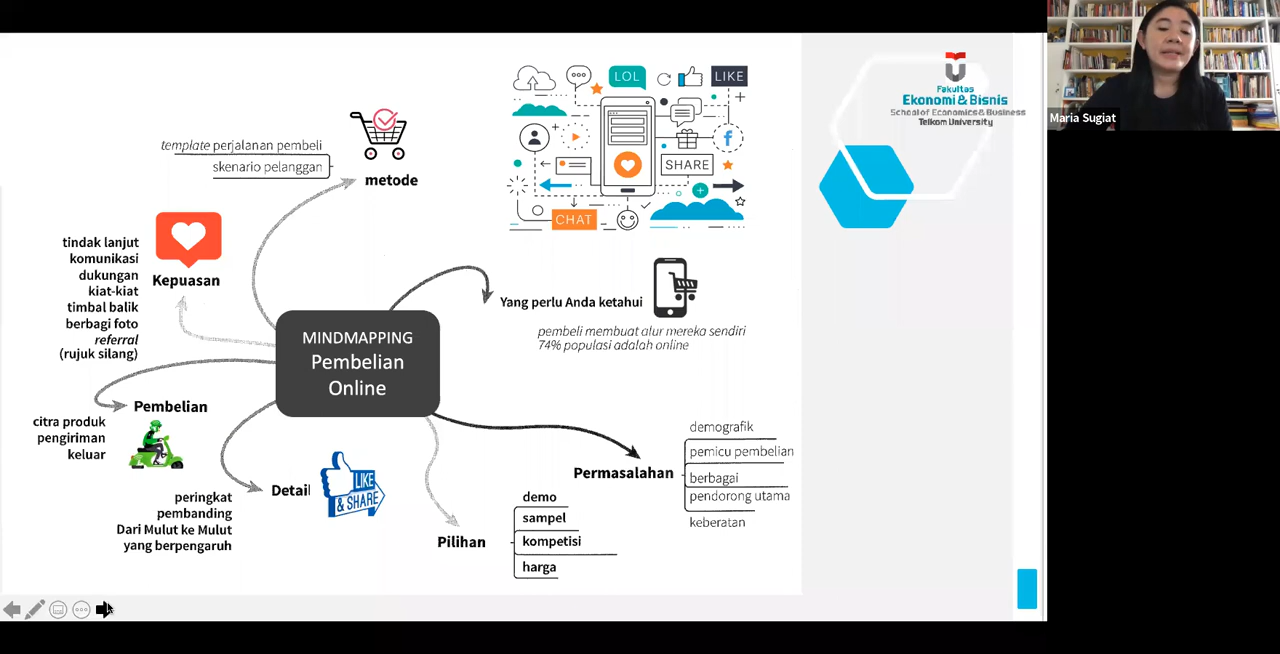 LOL
LIKE
SHARE
CHAT
Fakultas
Ekonomi & Bisnis
School of Economics & Business
Telkom University
Maria Sugiat
template perjalanan pembeli
skenario pelanggan
metode
tindak lanjut
komunikasi
dukungan
kiat-kiat
timbal balik
berbagi foto
referral
(rujuk silang)
Kepuasan
Yang perlu Anda ketahui
pembeli membuat alur mereka sendiri
74% populasi adalah online
MINDMAPPING
Pembelian
Online
Pembelian
citra produk
pengiriman
keluar
Detail
LIKE
& SHARE
peringkat
pembanding
Dari Mulut ke Mulut
yang berpengaruh
Pilihan
demo
sampel
kompetisi
harga
Permasalahan
demografik
pemicu pembelian
berbagai
pendorong utama
keberatan